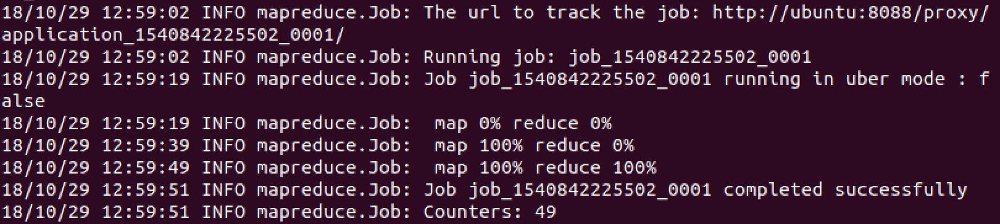 18/10/29 12:59:02 INFO mapreduce.Job: The url to track the job: http://ubuntu:8088/proxy/
application_1540842225502_0001/
18/10/29 12:59:02 INFO mapreduce.Job: Running job: job_1540842225502_0001
18/10/29 12:59:19 INFO mapreduce.Job: Job job_1540842225502_0001 running in uber mode : f
alse
18/10/29 12:59:19 INFO mapreduce.Job:  map 0% reduce 0%
18/10/29 12:59:39 INFO mapreduce.Job:  map 100% reduce 0%
18/10/29 12:59:49 INFO mapreduce.Job:  map 100% reduce 100%
18/10/29 12:59:51 INFO mapreduce.Job: Job job_1540842225502_0001 completed successfully
18/10/29 12:59:51 INFO mapreduce.Job: Counters: 49